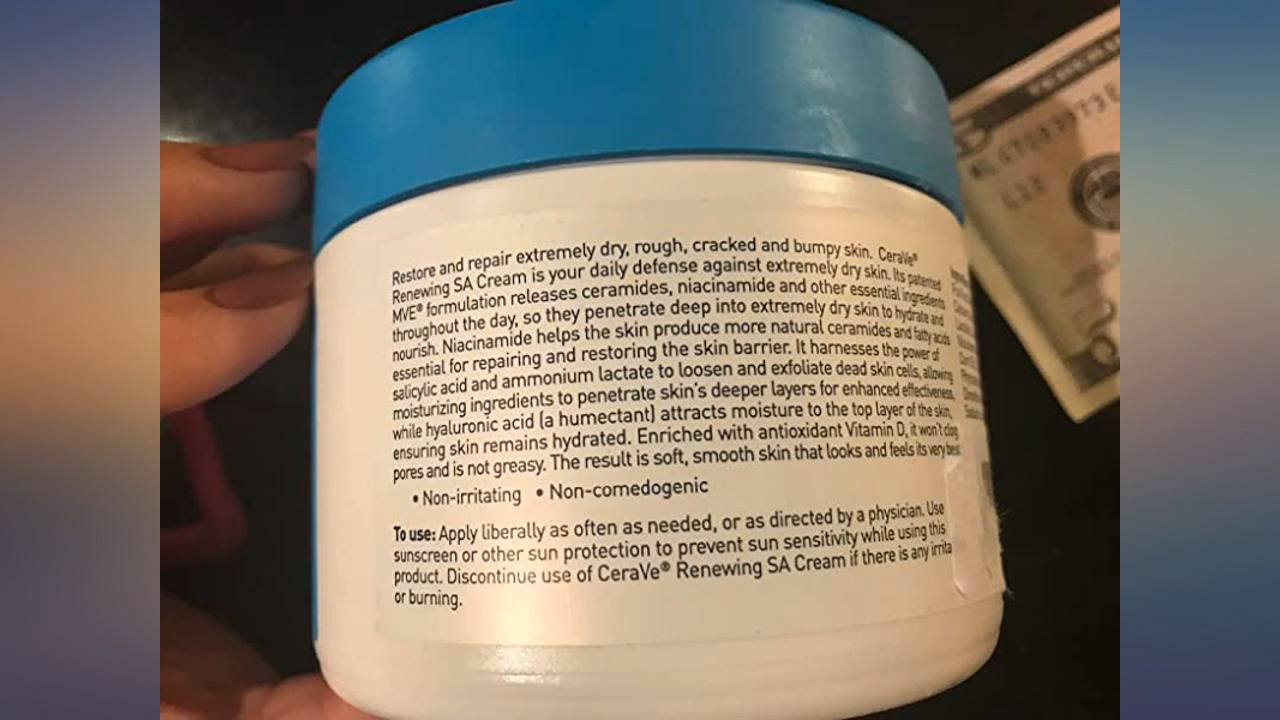 Restore and repair extremely dry, rough, cracked and bumpy skin. CeraVe®
Renewing SA Cream is your daily defense against extremely dry skin. Its patented
MVE® formulation releases ceramides, niacinamide and other essential ingredients
throughout the day, so they penetrate deep into extremely dry skin to hydrate and
nourish. Niacinamide helps the skin produce more natural ceramides and fatty acids
essential for repairing and restoring the skin barrier. It harnesses the power of
salicylic acid and ammonium lactate to loosen and exfoliate dead skin cells, allowing
moisturizing ingredients to penetrate skin's deeper layers for enhanced effectiveness,
while hyaluronic acid (a humectant) attracts moisture to the top layer of the skin,
ensuring skin remains hydrated. Enriched with antioxidant Vitamin D, it won't clog
pores and is not greasy. The result is soft, smooth skin that looks and feels its very best.
• Non-irritating • Non-comedogenic
To use: Apply liberally as often as needed, or as directed by a physician. Use
sunscreen or other sun protection to prevent sun sensitivity while using this
product. Discontinue use of CeraVe® Renewing SA Cream if there is any irrita
or burning.